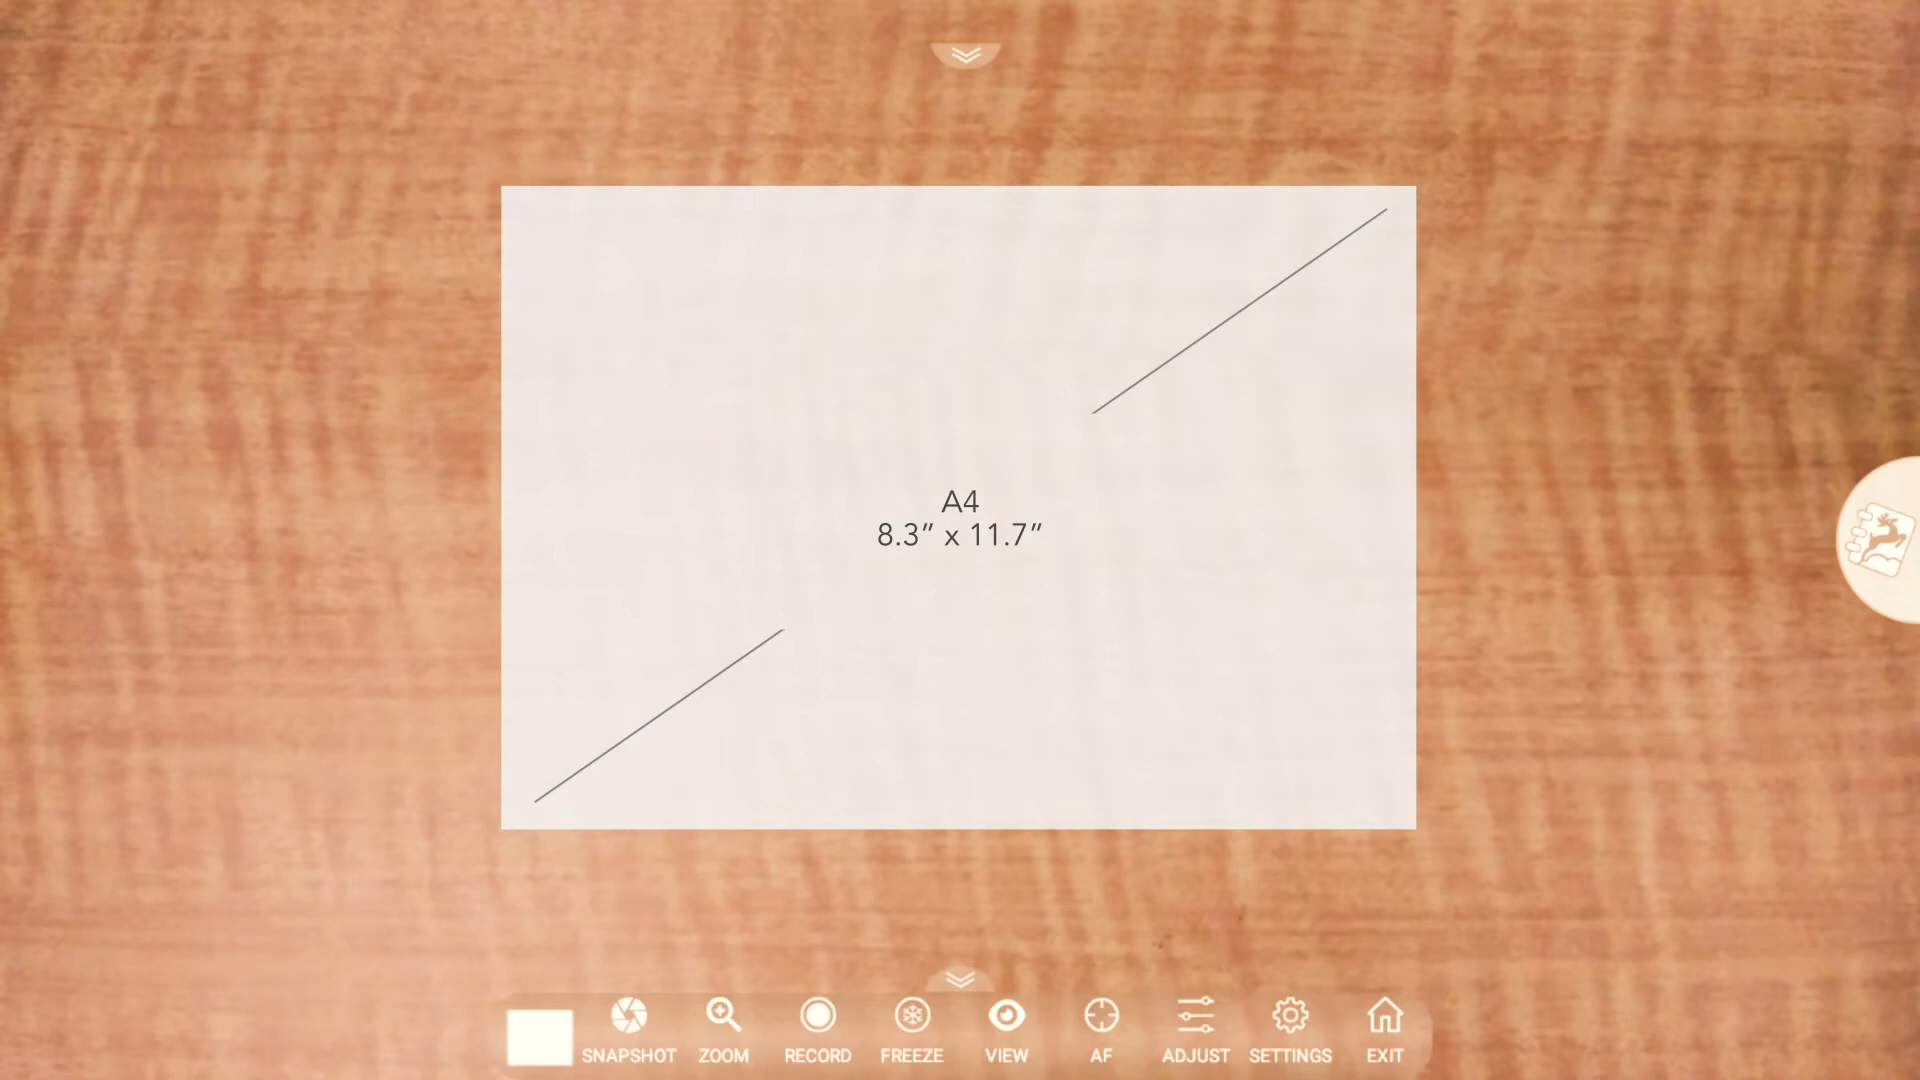 A4
8.3” x 11.7”
SNAPSHOT ZOOM RECORD FREEZE VIEW AF ADJUST SETTINGS EXIT